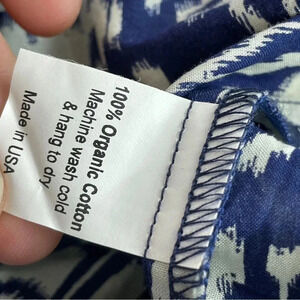 100% Organic Cotton
Machine wash cold
& hang to dry
Made in USA